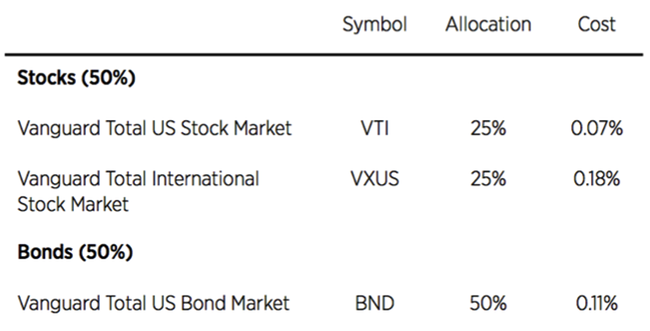 Symbol Allocation Cost
Stocks (50%)
Vanguard Total US Stock Market VTI 25% 0.07%
Vanguard Total International VXUS 25% 0.18%
Stock Market
Bonds (50%)
Vanguard Total US Bond Market BND 50% 0.11%